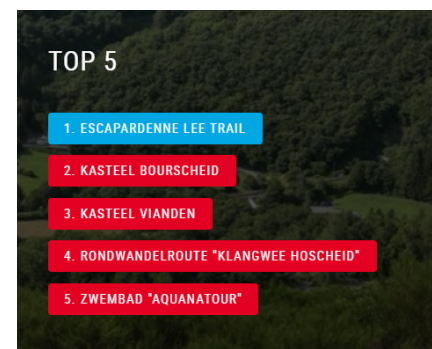 TOP 5
1. ESCAPARDENNE LEE TRAIL
2. KASTEEL BOURSCHEID
3. KASTEEL VIANDEN
4. RONDWANDELROUTE "KLANGWEE HOSCHEID"
5. ZWEMBAD "AQUANATOUR"